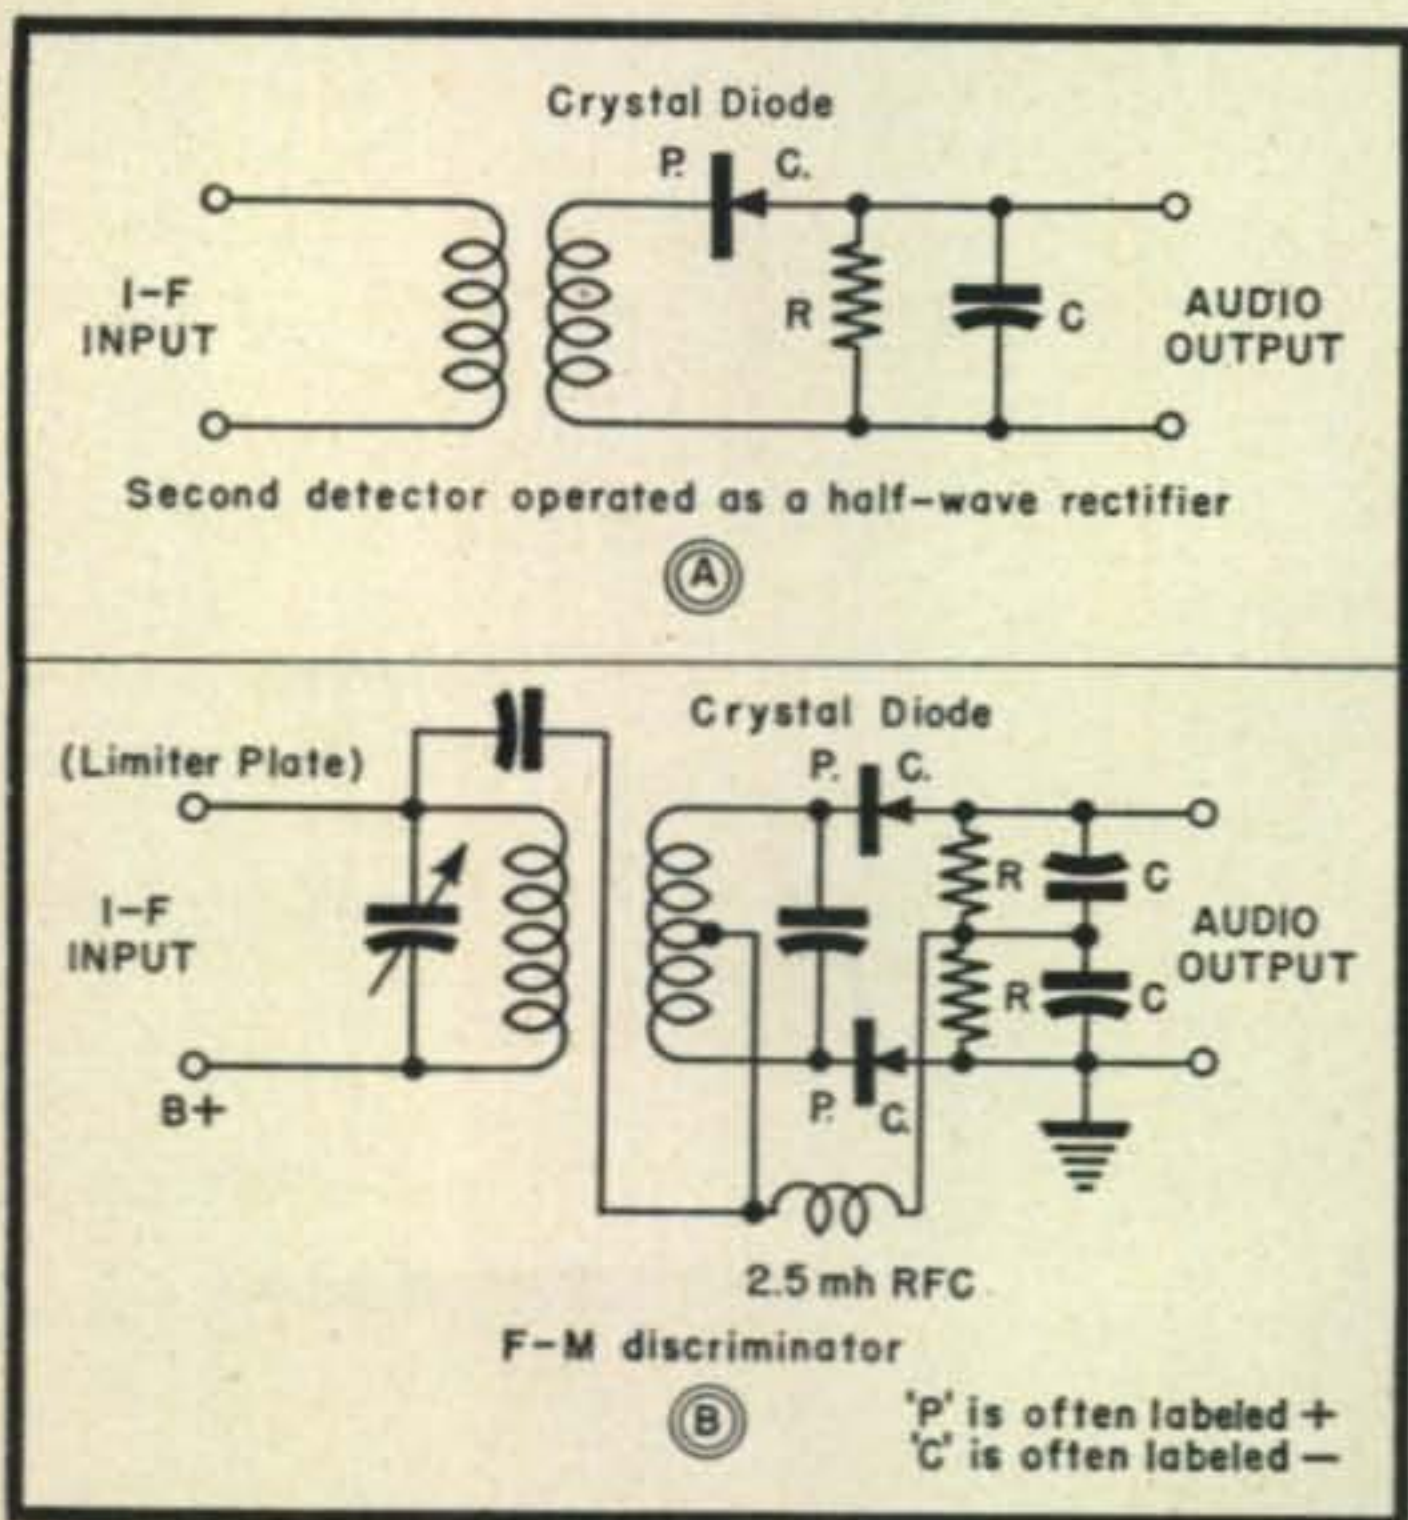 Crystal Diode
P. C.
I-F
INPUT
R
C
AUDIO
OUTPUT
Second detector operated as a half-wave rectifier
A
Crystal Diode
(Limiter Plate)
P. C.
I-F
INPUT
R
C
AUDIO
OUTPUT
R
C
B+
P. C.
2.5 mh RFC
F-M discriminator
B
'P' is often labeled +
'C' is often labeled -